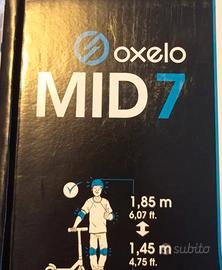 oxelo
MID 7
1,85 m
6,07 ft.
1,45 m
4,75 ft.
subito